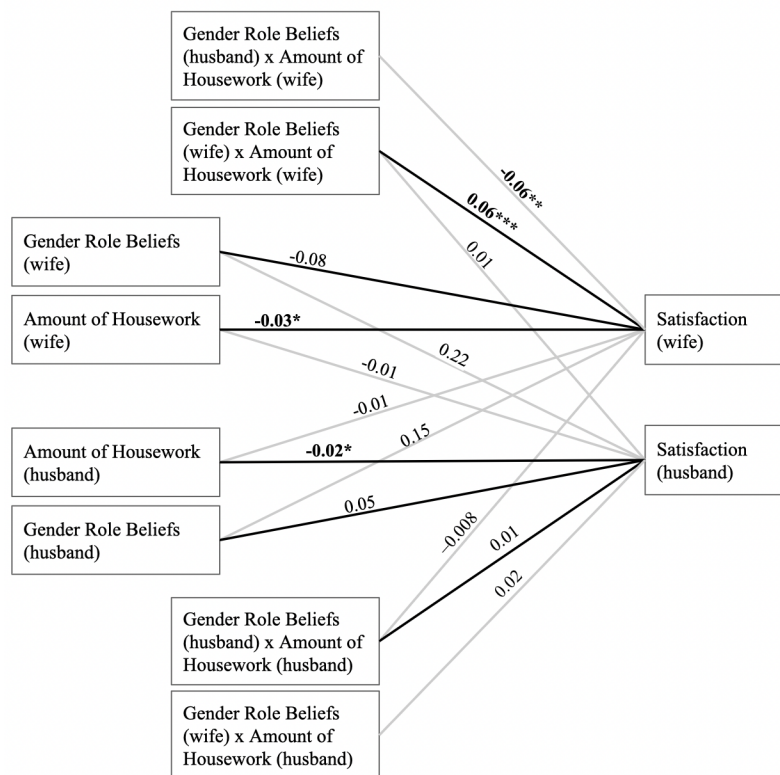 Gender Role Beliefs
(husband) x Amount of
Housework (wife)
Gender Role Beliefs
(wife) x Amount of
Housework (wife)
-0.06**
0.06***
0.01
Gender Role Beliefs
(wife)
-0.08
Amount of Housework
(wife)
-0.03*
Satisfaction
(wife)
0.22
-0.01
-0.01
0.15
Amount of Housework
(husband)
-0.02*
Satisfaction
(husband)
Gender Role Beliefs
(husband)
0.05
–0.008
0.01
0.02
Gender Role Beliefs
(husband) x Amount of
Housework (husband)
Gender Role Beliefs
(wife) x Amount of
Housework (husband)